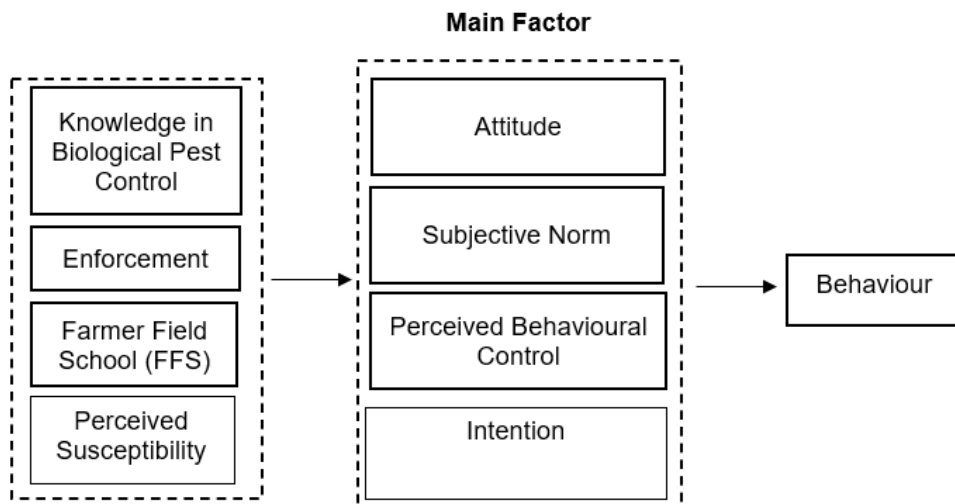 Main Factor
Knowledge in
Biological Pest
Control
Enforcement
Farmer Field
School (FFS)
Perceived
Susceptibility
Attitude
Subjective Norm
Perceived Behavioural
Control
Intention
Behaviour